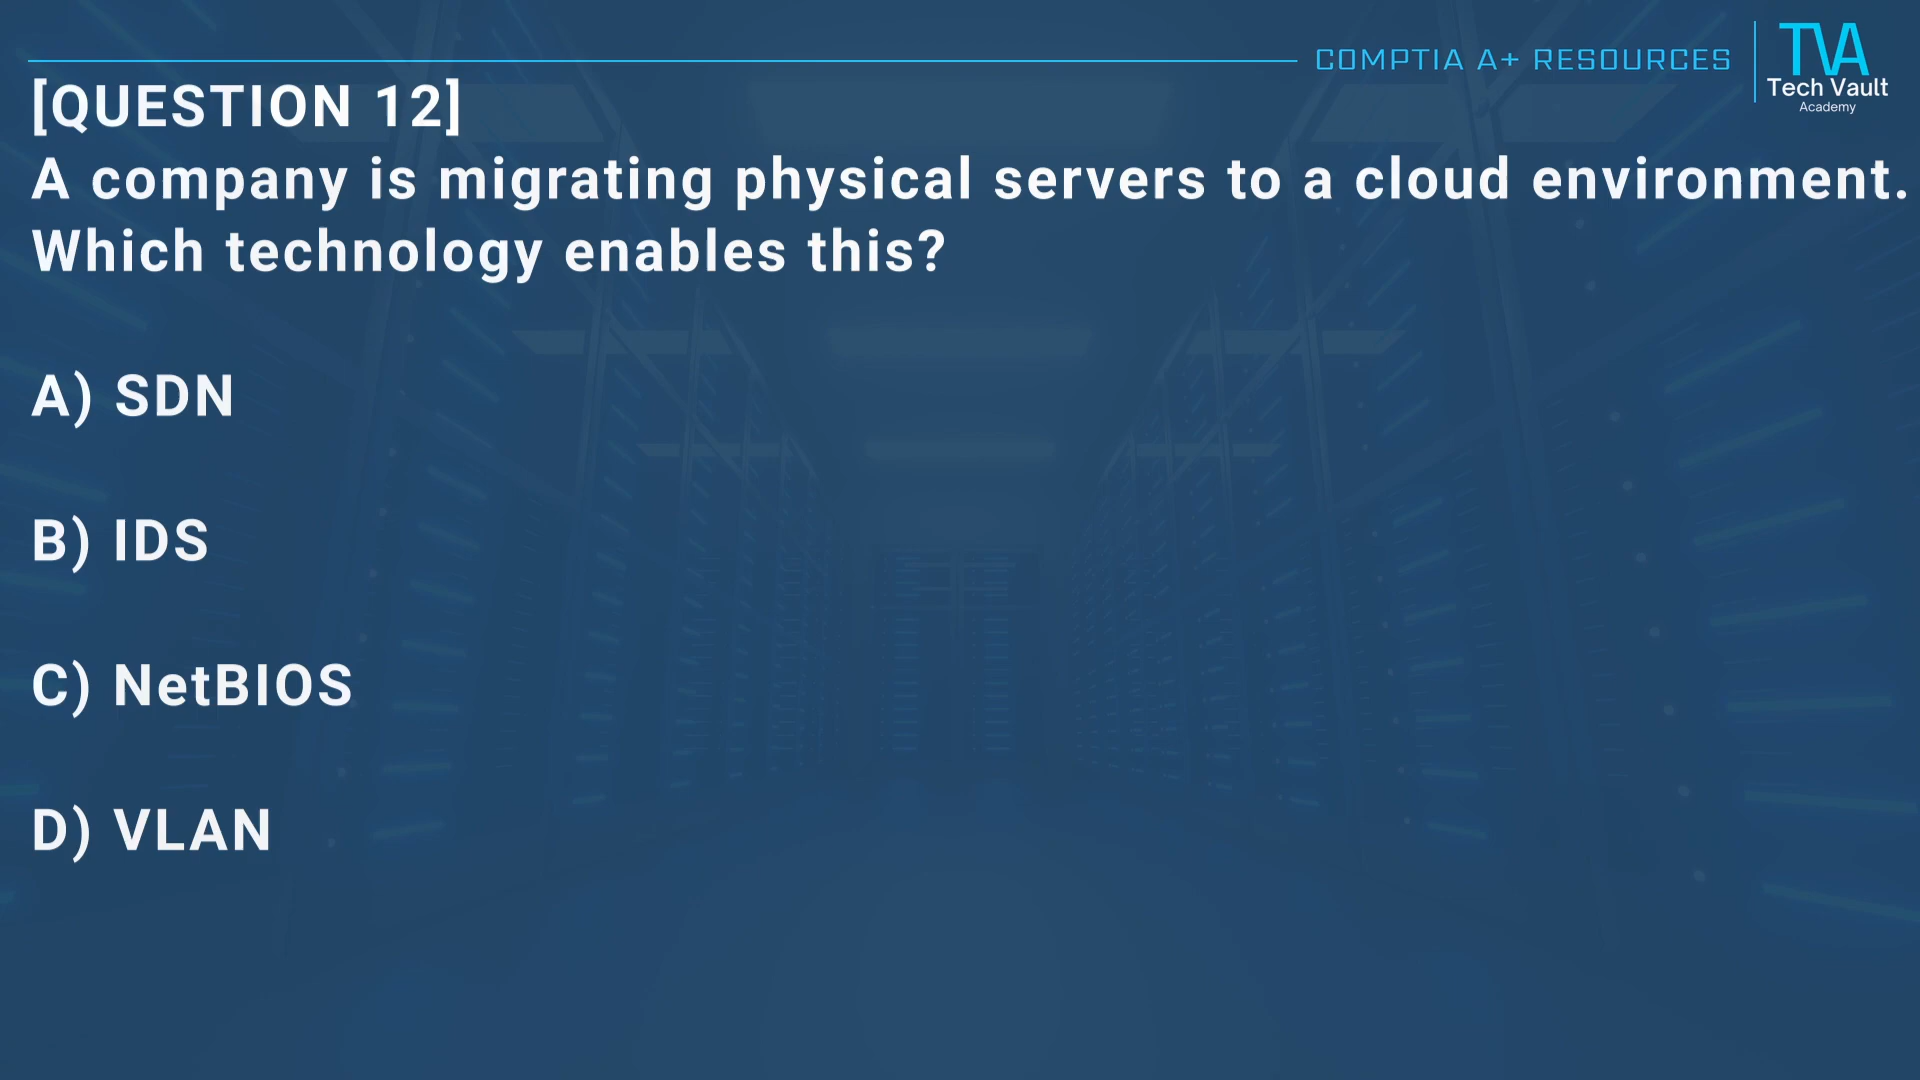 COMPTIA A+ RESOURCES
TVA
Tech Vault
Academy
[QUESTION 12]
A company is migrating physical servers to a cloud environment.
Which technology enables this?
A) SDN
B) IDS
C) NetBIOS
D) VLAN